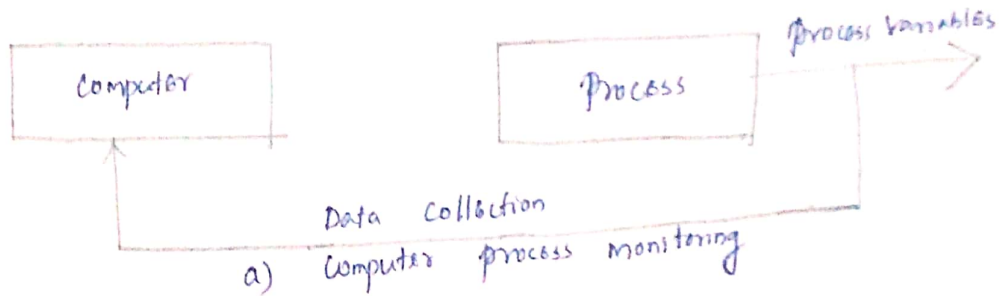 Process variables
Computer
Process
Data collection
a) Computer process monitoring